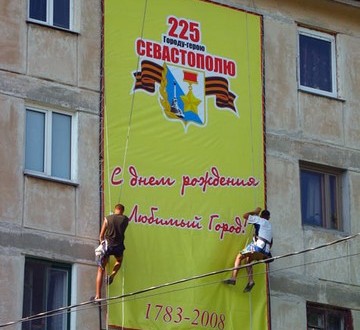 225
Городу-герою
СЕВАСТОПОЛЮ
С днем рождения
Любимый Город!
1783-2008